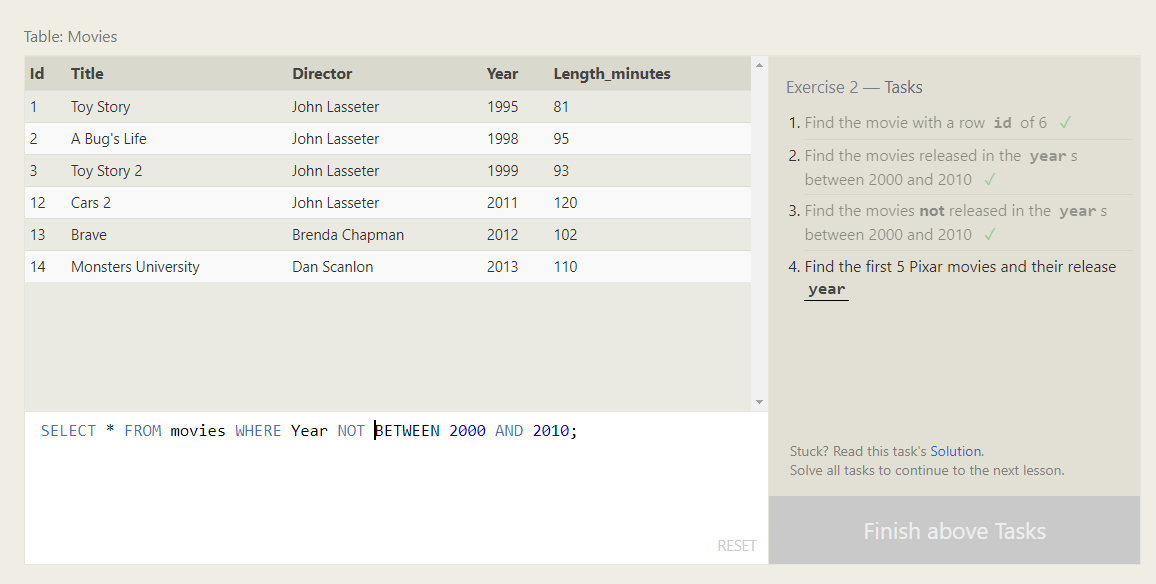 Table: Movies
Id Title Director Year Length_minutes
1 Toy Story John Lasseter 1995 81
2 A Bug's Life John Lasseter 1998 95
3 Toy Story 2 John Lasseter 1999 93
12 Cars 2 John Lasseter 2011 120
13 Brave Brenda Chapman 2012 102
14 Monsters University Dan Scanlon 2013 110
SELECT * FROM movies WHERE Year NOT BETWEEN 2000 AND 2010;
RESET
Exercise 2 — Tasks
1. Find the movie with a row id of 6 ✓
2. Find the movies released in the year s
between 2000 and 2010 ✓
3. Find the movies not released in the year s
between 2000 and 2010 ✓
4. Find the first 5 Pixar movies and their release
year
Stuck? Read this task's Solution.
Solve all tasks to continue to the next lesson.
Finish above Tasks